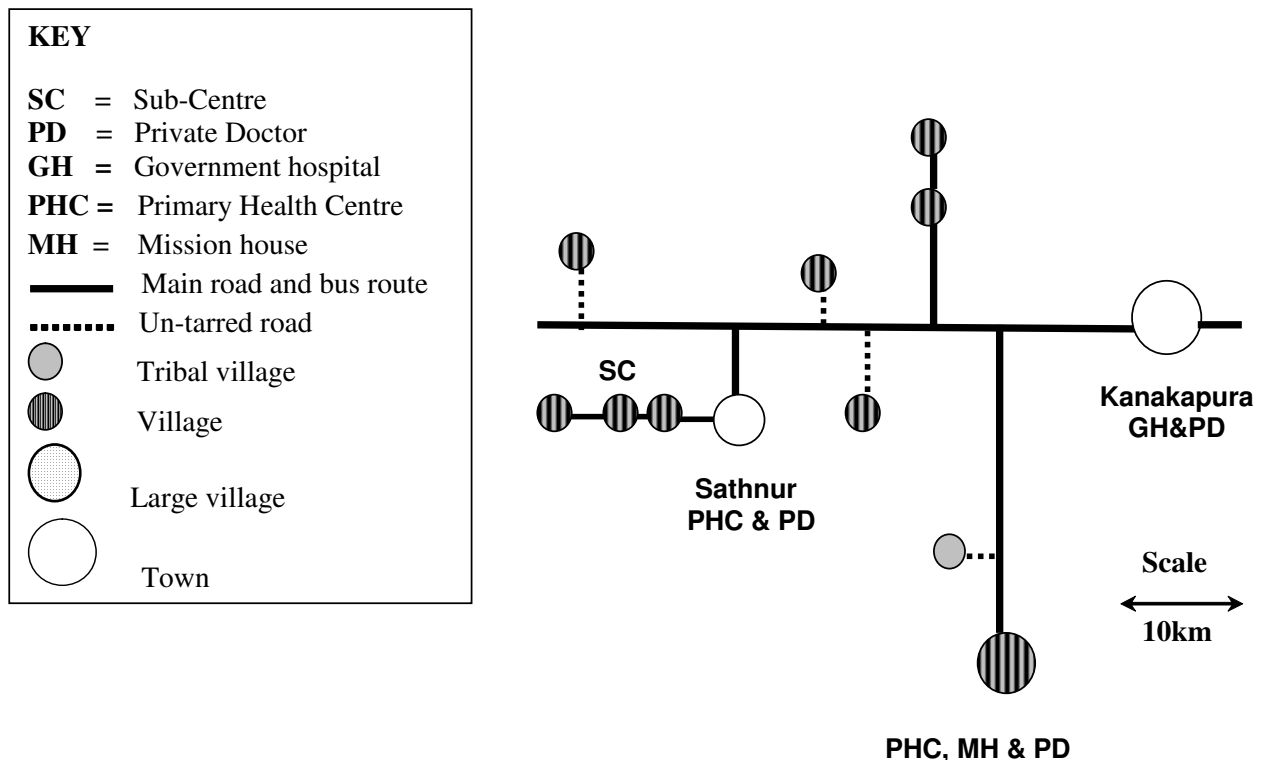 KEY
SC = Sub-Centre
PD = Private Doctor
GH = Government hospital
PHC = Primary Health Centre
MH = Mission house
Main road and bus route
Un-tarred road
Tribal village
Village
Large village
Town
SC
Sathnur
PHC & PD
Kanakapura
GH&PD
Scale
10km
PHC, MH & PD